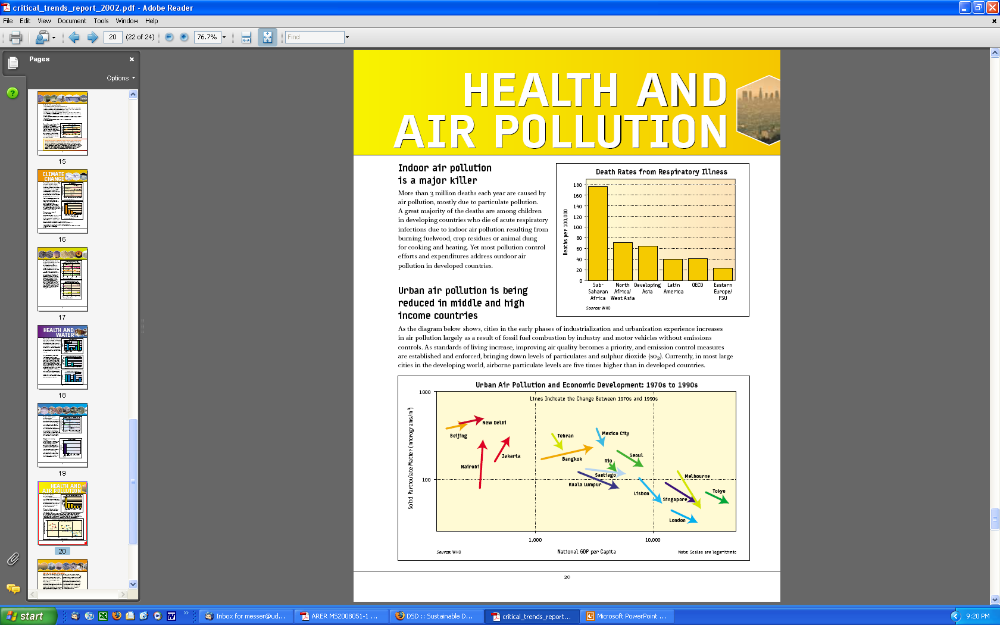 critical_trends_report_2002.pdf - Adobe Reader
File Edit View Document Tools Window Help
20 (22 of 24) 76.7% Find
Pages
Options
15
CLIMATE
CHANGE
16
17
HEALTH AND
WATER
18
19
HEALTH AND
AIR POLLUTION
20
HEALTH AND
AIR POLLUTION
Indoor air pollution
is a major killer
More than 3 million deaths each year are caused by
air pollution, mostly due to particulate pollution.
A great majority of the deaths are among children
in developing countries who die of acute respiratory
infections due to indoor air pollution resulting from
burning fuelwood, crop residues or animal dung
for cooking and heating. Yet most pollution control
efforts and expenditures address outdoor air
pollution in developed countries.
Death Rates from Respiratory Illness
Deaths per 100,000
180
160
140
120
100
80
60
40
20
0
Sub-
Saharan
Africa
North
Africa/
West Asia
Developing
Asia
Latin
America
OECD
Eastern
Europe/
FSU
Source: WHO
Urban air pollution is being
reduced in middle and high
income countries
As the diagram below shows, cities in the early phases of industrialization and urbanization experience increases
in air pollution largely as a result of fossil fuel combustion by industry and motor vehicles without emissions
controls. As standards of living increase, improving air quality becomes a priority, and emission control measures
are established and enforced, bringing down levels of particulates and sulphur dioxide (SO2). Currently, in most large
cities in the developing world, airborne particulate levels are five times higher than in developed countries.
Urban Air Pollution and Economic Development: 1970s to 1990s
Lines Indicate the Change Between 1970s and 1990s
Solid Particulate Matter (micrograms/m3)
1000
100
New Delhi
Beijing
Nairobi
Jakarta
Tehran
Bangkok
Mexico City
Rio
Seoul
Santiago
Kuala Lumpur
Lisbon
Melbourne
Singapore
Tokyo
London
1,000
10,000
National GDP per Capita
Source: WHO
Note: Scales are logarithmic
20
start
Inbox for messer@ud...
ARER MS2008051-1 ...
DSD :: Sustainable D...
critical_trends_report...
Microsoft PowerPoint ...
9:20 PM